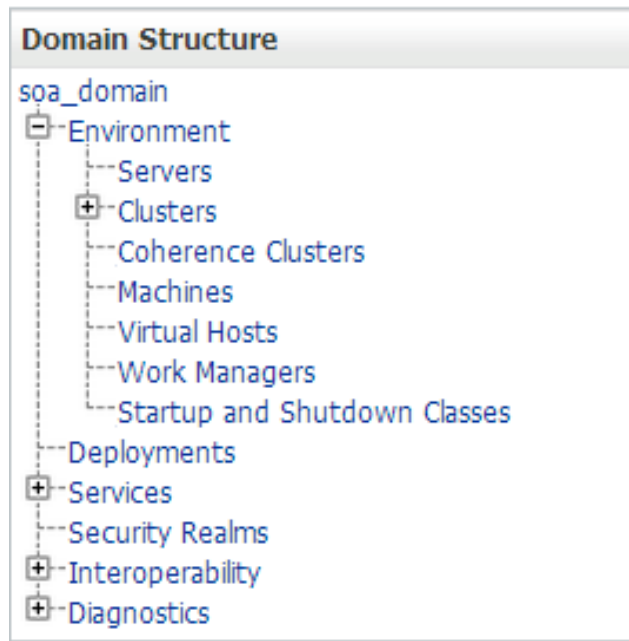 Domain Structure
soa_domain
Environment
Servers
Clusters
Coherence Clusters
Machines
Virtual Hosts
Work Managers
Startup and Shutdown Classes
Deployments
Services
Security Realms
Interoperability
Diagnostics